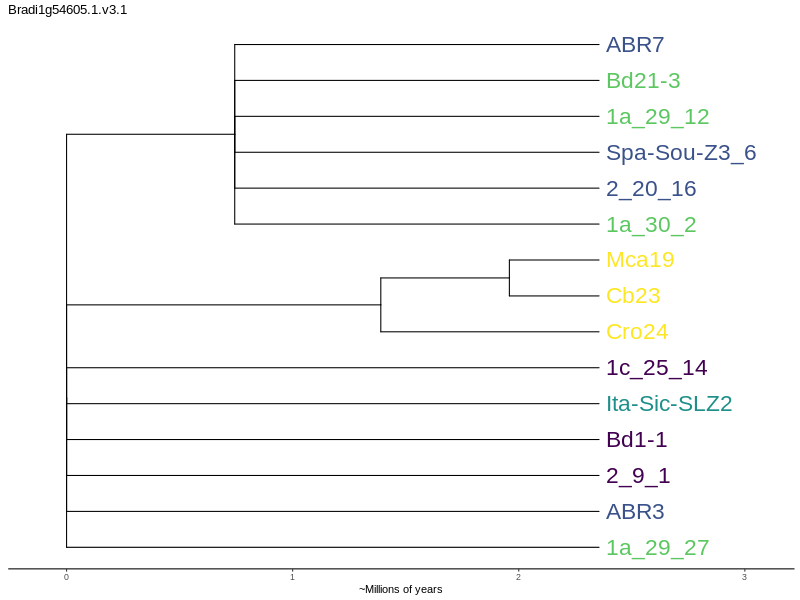 Bradi1g54605.1.v3.1
ABR7
Bd21-3
1a_29_12
Spa-Sou-Z3_6
2_20_16
1a_30_2
Mca19
Cb23
Cro24
1c_25_14
Ita-Sic-SLZ2
Bd1-1
2_9_1
ABR3
1a_29_27
0 1 2 3
~Millions of years